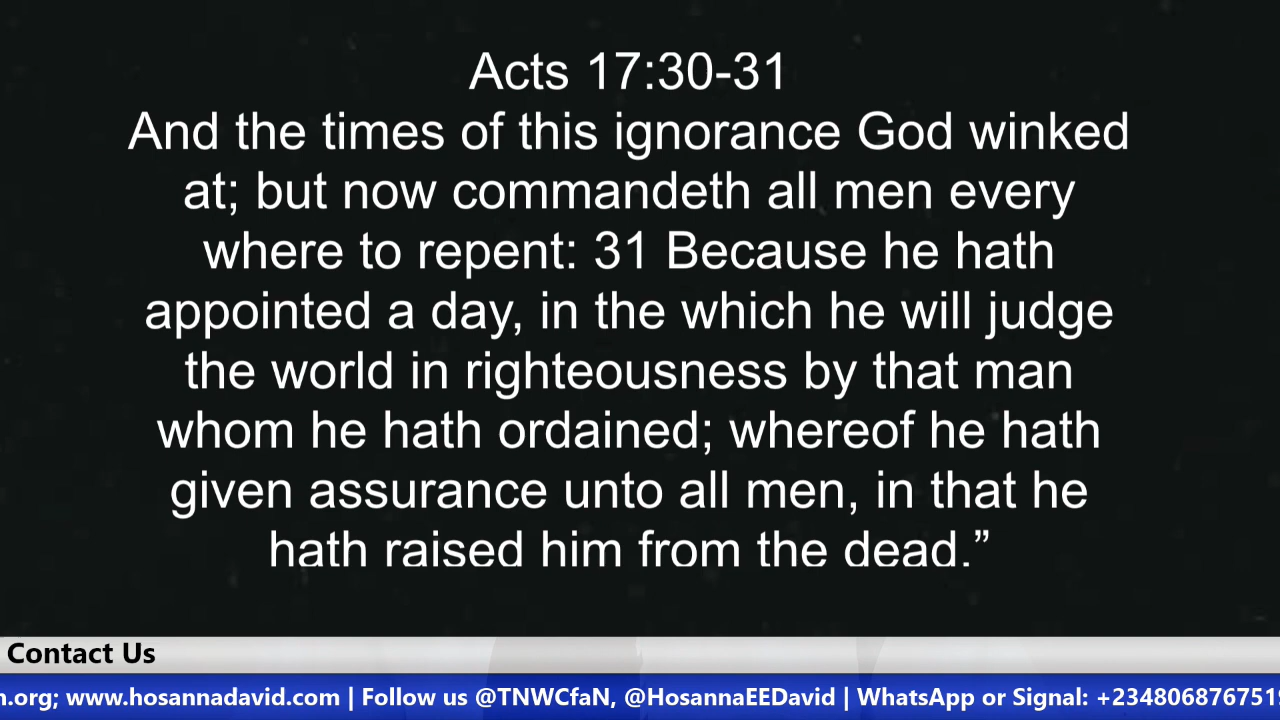 Acts 17:30-31
And the times of this ignorance God winked
at; but now commandeth all men every
where to repent: 31 Because he hath
appointed a day, in the which he will judge
the world in righteousness by that man
whom he hath ordained; whereof he hath
given assurance unto all men, in that he
hath raised him from the dead.”
Contact Us
n.org; www.hosannadavid.com | Follow us @TNWCfaN, @HosannaEEDavid | WhatsApp or Signal: +234806876751